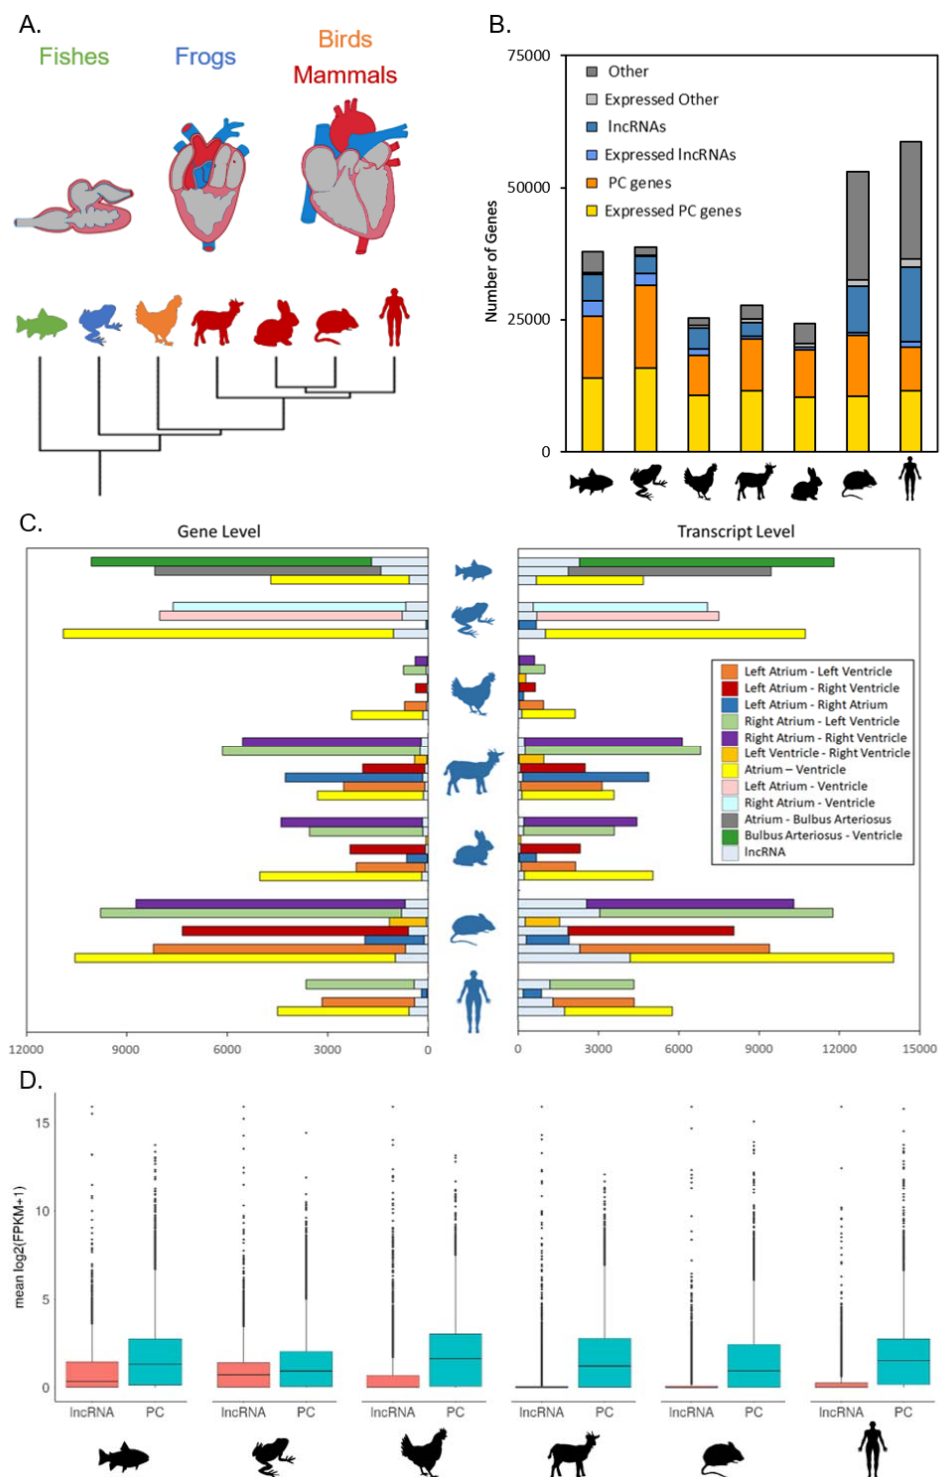 A.
Fishes
Frogs
Birds
Mammals
B.
75000
50000
25000
0
Number of Genes
Other
Expressed Other
lncRNAs
Expressed lncRNAs
PC genes
Expressed PC genes
C.
Gene Level
Transcript Level
Left Atrium - Left Ventricle
Left Atrium - Right Ventricle
Left Atrium - Right Atrium
Right Atrium - Left Ventricle
Right Atrium - Right Ventricle
Left Ventricle - Right Ventricle
Atrium – Ventricle
Left Atrium - Ventricle
Right Atrium - Ventricle
Atrium - Bulbus Arteriosus
Bulbus Arteriosus - Ventricle
lncRNA
12000 9000 6000 3000 0
0 3000 6000 9000 12000 15000
D.
mean log2(FPKM+1)
15
10
5
0
lncRNA PC lncRNA PC lncRNA PC lncRNA PC lncRNA PC lncRNA PC